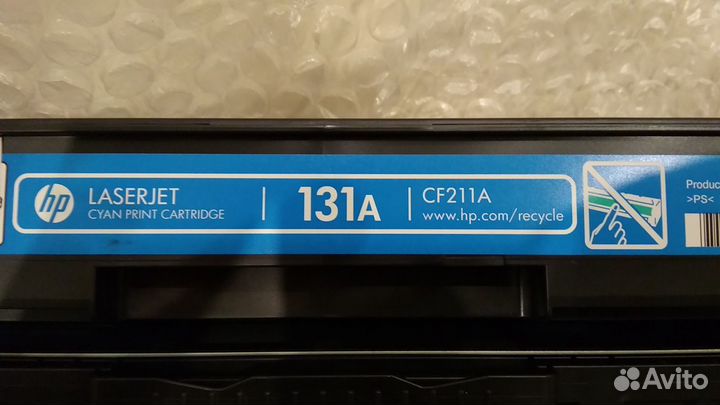 hp
LASERJET
CYAN PRINT CARTRIDGE
131A
CF211A
www.hp.com/recycle
Produc
>PS<
Avito